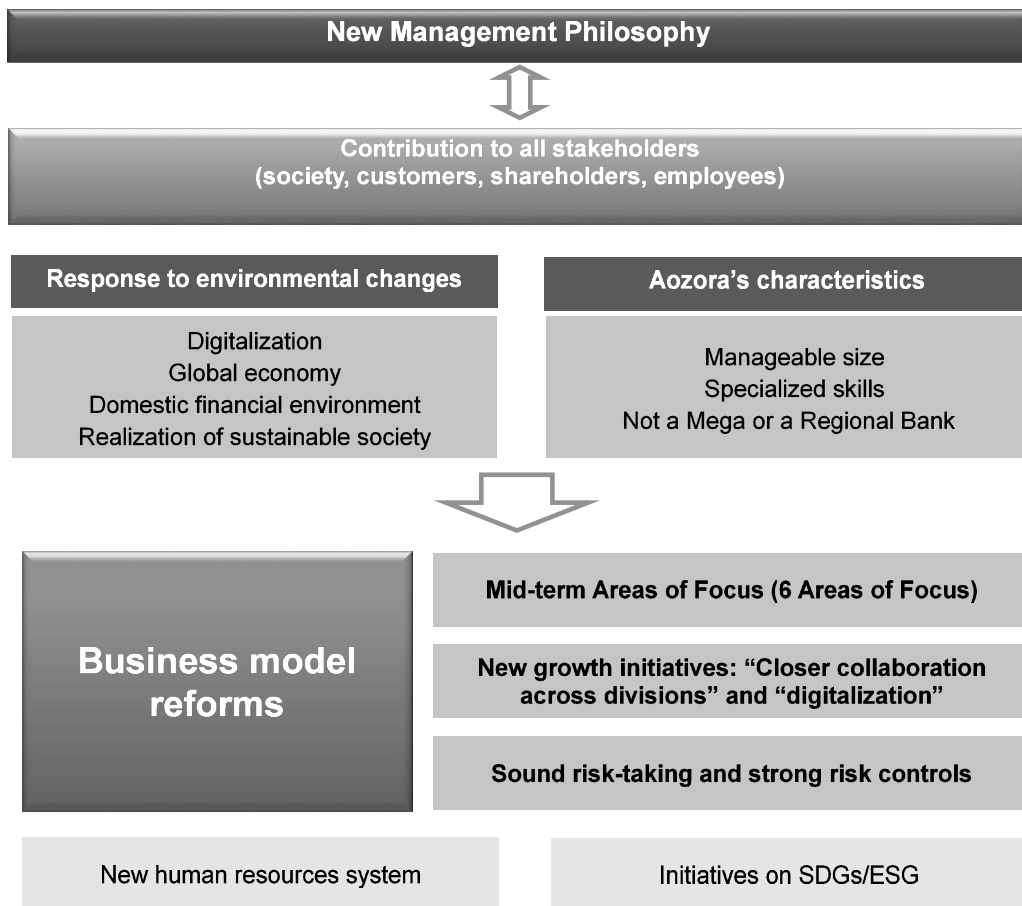 New Management Philosophy
Contribution to all stakeholders
(society, customers, shareholders, employees)
Response to environmental changes
Digitalization
Global economy
Domestic financial environment
Realization of sustainable society
Aozora’s characteristics
Manageable size
Specialized skills
Not a Mega or a Regional Bank
Business model
reforms
Mid-term Areas of Focus (6 Areas of Focus)
New growth initiatives: “Closer collaboration
across divisions” and “digitalization”
Sound risk-taking and strong risk controls
New human resources system
Initiatives on SDGs/ESG